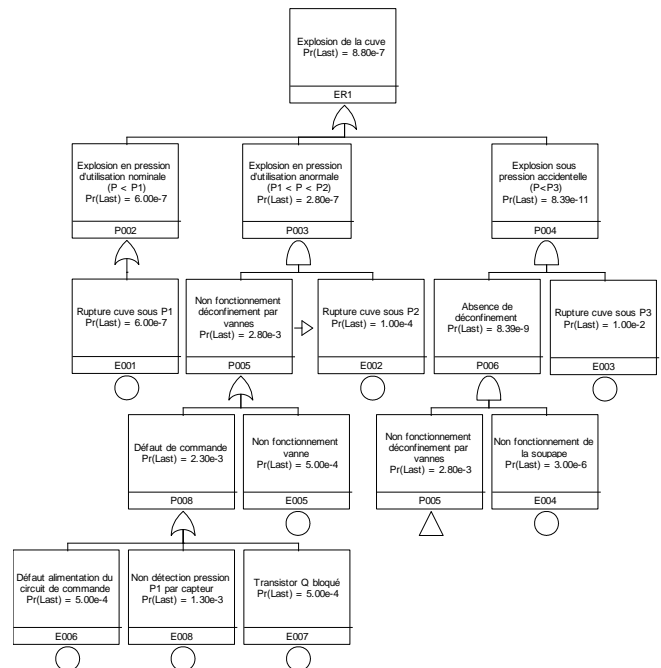 Explosion de la cuve
Pr(Last) = 8.80e-7
ER1
Explosion en pression
d'utilisation nominale
(P < P1)
Pr(Last) = 6.00e-7
P002
Explosion en pression
d'utilisation anormale
(P1 < P < P2)
Pr(Last) = 2.80e-7
P003
Explosion sous
pression accidentelle
(P<P3)
Pr(Last) = 8.39e-11
P004
Rupture cuve sous P1
Pr(Last) = 6.00e-7
E001
Non fonctionnement
déconfinement par
vannes
Pr(Last) = 2.80e-3
P005
Rupture cuve sous P2
Pr(Last) = 1.00e-4
E002
Absence de
déconfinement
Pr(Last) = 8.39e-9
P006
Rupture cuve sous P3
Pr(Last) = 1.00e-2
E003
Défaut de commande
Pr(Last) = 2.30e-3
P008
Non fonctionnement
vanne
Pr(Last) = 5.00e-4
E005
Non fonctionnement
déconfinement par
vannes
Pr(Last) = 2.80e-3
P005
Non fonctionnement de
la soupape
Pr(Last) = 3.00e-6
E004
Défaut alimentation du
circuit de commande
Pr(Last) = 5.00e-4
E006
Non détection pression
P1 par capteur
Pr(Last) = 1.30e-3
E008
Transistor Q bloqué
Pr(Last) = 5.00e-4
E007